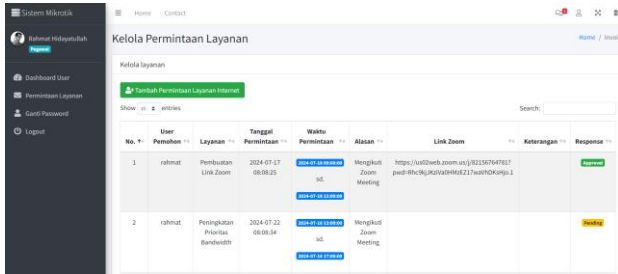 Sistem Mikrotik
Home Contact
Rahmat Hidayatullah
Pegawai
Dashboard User
Permintaan Layanan
Ganti Password
Logout
Kelola Permintaan Layanan
Home /
Kelola layanan
Tambah Permintaan Layanan Internet
Show entries
Search:
No. User Pemohon Layanan Tanggal Permintaan Waktu Permintaan Alasan Link Zoom Keterangan Response
1 rahmat Pembuatan Link Zoom 2024-07-17 08:08:25 sd. Mengikuti Zoom Meeting Approval
2 rahmat Peningkatan Prioritas Bandwidth 2024-07-22 08:08:34 sd. Mengikuti Zoom Meeting Pending